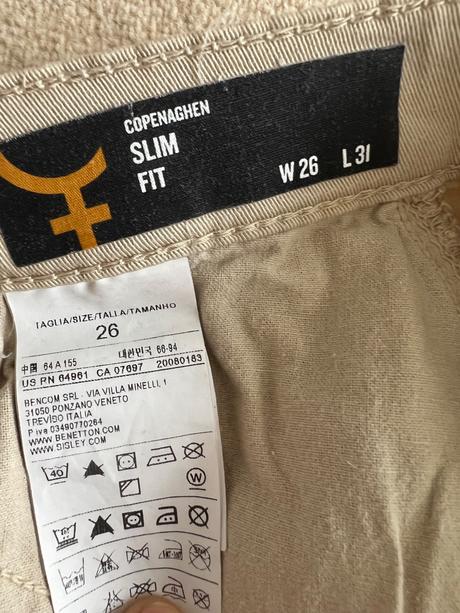 COPENAGHEN
SLIM
FIT
W 26 L 31
TAGLIA/SIZE/TALLA/TAMANHO
26
中国 64 A 155 대한민국 66-94
US RN 64961 CA 07697 20080183
BENCOM SRL - VIA VILLA MINELLI, 1
31050 PONZANO VENETO
TREVISO ITALIA
P iva 03490770264
WWW.BENETTON.COM
WWW.SISLEY.COM
40
W